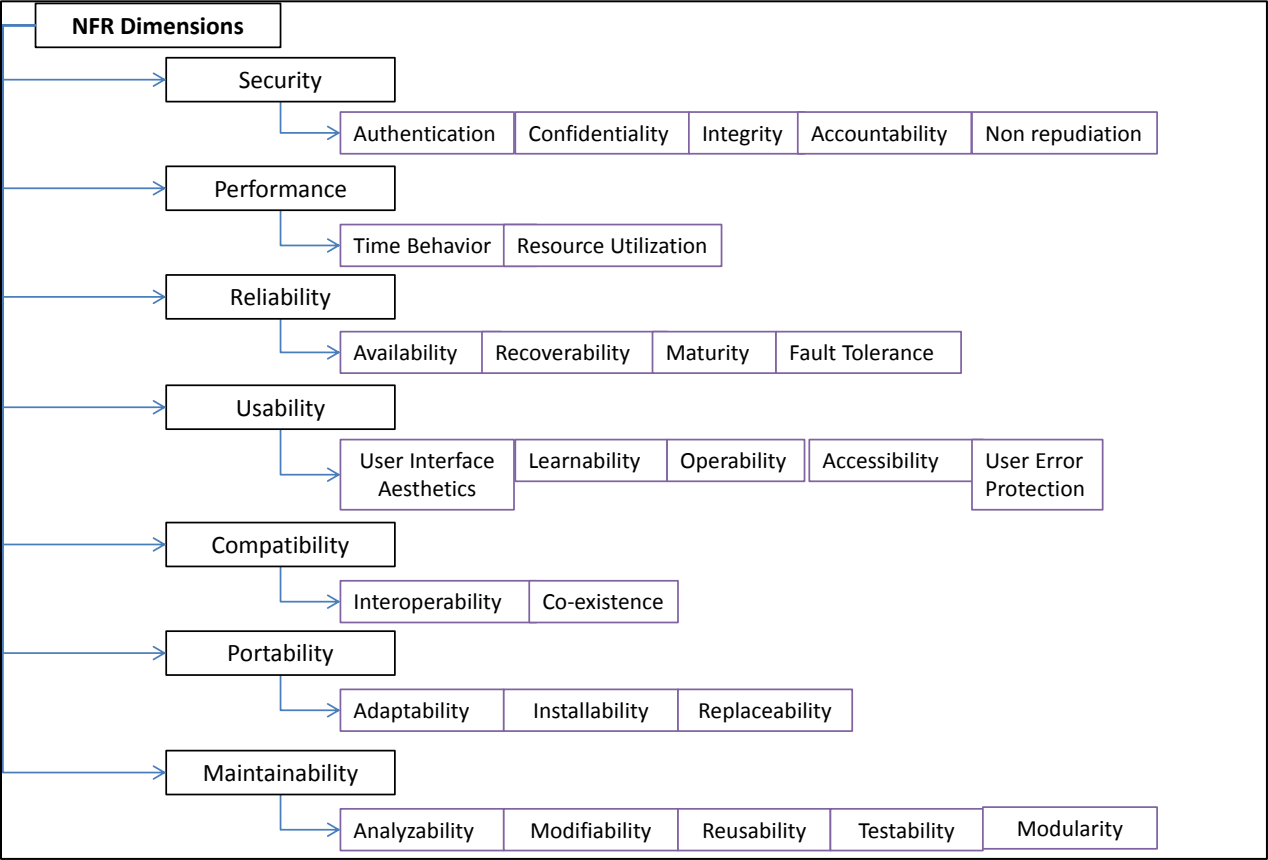 NFR Dimensions
Security
Authentication Confidentiality Integrity Accountability Non repudiation
Performance
Time Behavior Resource Utilization
Reliability
Availability Recoverability Maturity Fault Tolerance
Usability
User Interface Aesthetics Learnability Operability Accessibility User Error Protection
Compatibility
Interoperability Co-existence
Portability
Adaptability Installability Replaceability
Maintainability
Analyzability Modifiability Reusability Testability Modularity